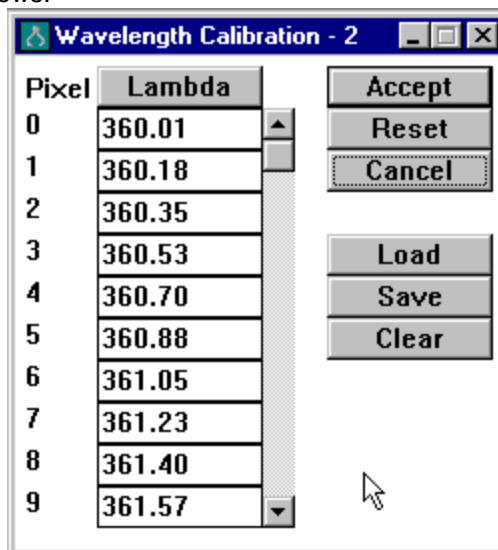 Wavelength Calibration - 2
Pixel Lambda Accept
0 360.01 Reset
1 360.18 Cancel
2 360.35
3 360.53 Load
4 360.70 Save
5 360.88 Clear
6 361.05
7 361.23
8 361.40
9 361.57